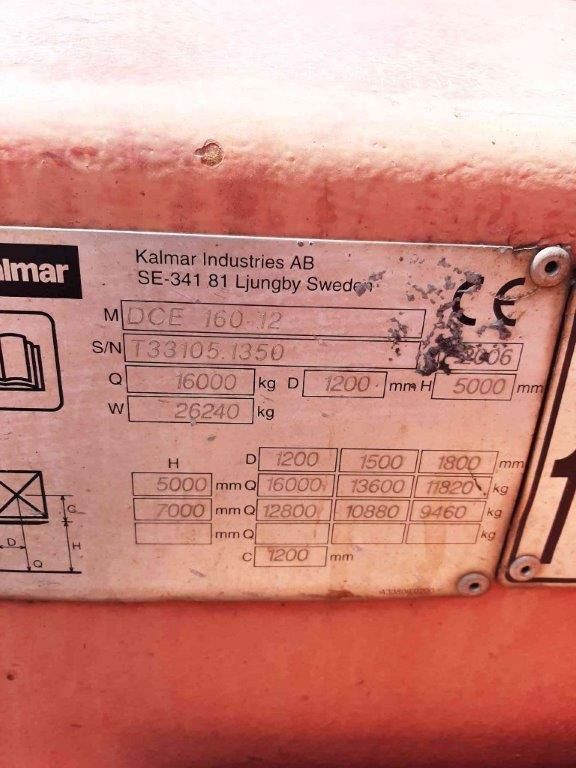 almar
Kalmar Industries AB
SE-341 81 Ljungby Sweden
CE
M DCE 160-12
S/N T33105.1350 2006
Q 16000 kg D 1200 mm H 5000 mm
W 26240 kg
H D 1200 1500 1800 mm
5000 mm Q 16000 13600 11820 kg
7000 mm Q 12800 10880 9460 kg
mm Q kg
C 1200 mm
C
H
D
Q